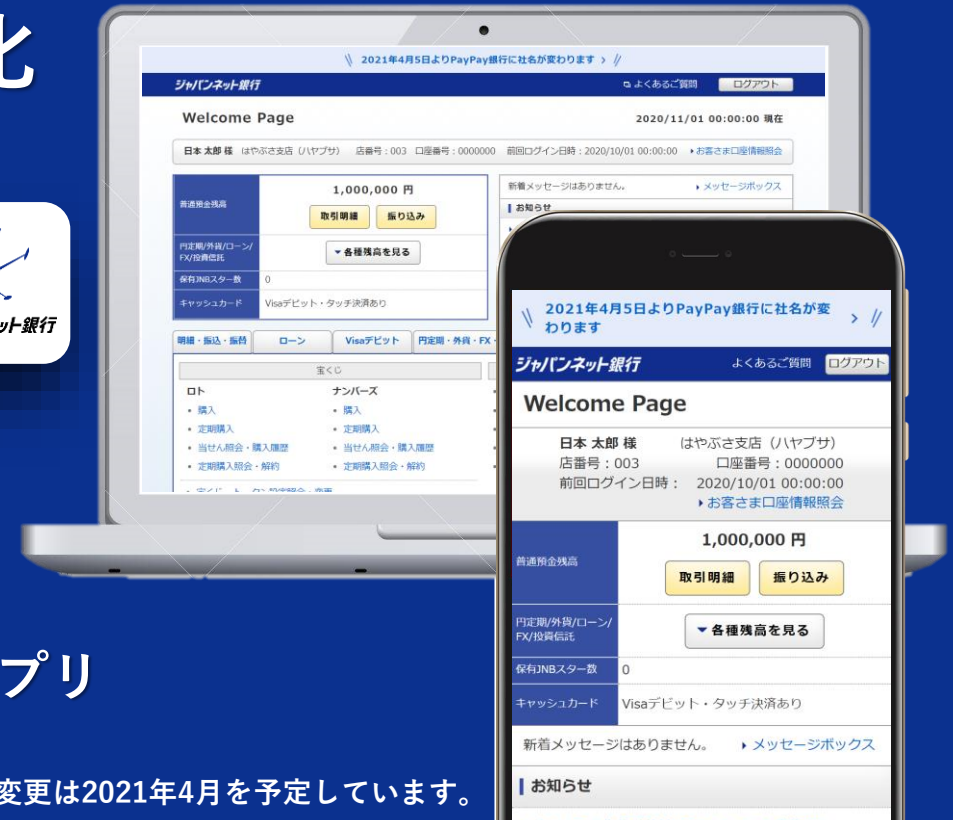 化
ット銀行
プリ
変更は2021年4月を予定しています。
2021年4月5日よりPayPay銀行に社名が変わります
ジャパンネット銀行
よくあるご質問
ログアウト
Welcome Page
2020/11/01 00:00:00 現在
日本 太郎 様 はやぶさ支店（ハヤブサ） 店番号：003 口座番号：0000000 前回ログイン日時：2020/10/01 00:00:00 お客さま口座情報照会
普通預金残高
1,000,000 円
取引明細
振り込み
円定期/外貨/ローン/
FX/投資信託
各種残高を見る
保有JNBスター数 0
キャッシュカード Visaデビット・タッチ決済あり
新着メッセージはありません。 メッセージボックス
お知らせ
明細・振込・振替
ローン
Visaデビット
円定期・外貨・FX・
宝くじ
ロト
・購入
・定期購入
・当せん照会・購入履歴
・定期購入照会・解約
ナンバーズ
・購入
・定期購入
・当せん照会・購入履歴
・定期購入照会・解約
2021年4月5日よりPayPay銀行に社名が変
わります
ジャパンネット銀行
よくあるご質問
ログアウト
Welcome Page
日本 太郎 様 はやぶさ支店（ハヤブサ）
店番号：003 口座番号：0000000
前回ログイン日時： 2020/10/01 00:00:00
お客さま口座情報照会
普通預金残高
1,000,000 円
取引明細
振り込み
円定期/外貨/ローン/
FX/投資信託
各種残高を見る
保有JNBスター数 0
キャッシュカード Visaデビット・タッチ決済あり
新着メッセージはありません。 メッセージボックス
お知らせ